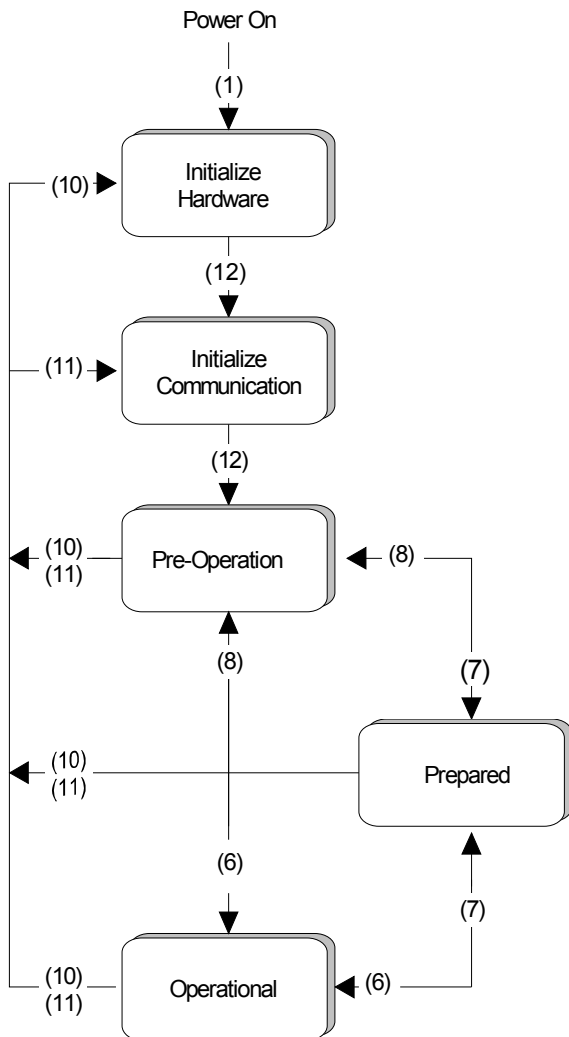 Power On
(1)
Initialize
Hardware
(10)
(12)
Initialize
Communication
(11)
(12)
Pre-Operation
(10)
(11)
(8)
(8)
(7)
Prepared
(10)
(11)
(6)
(7)
Operational
(6)
(10)
(11)